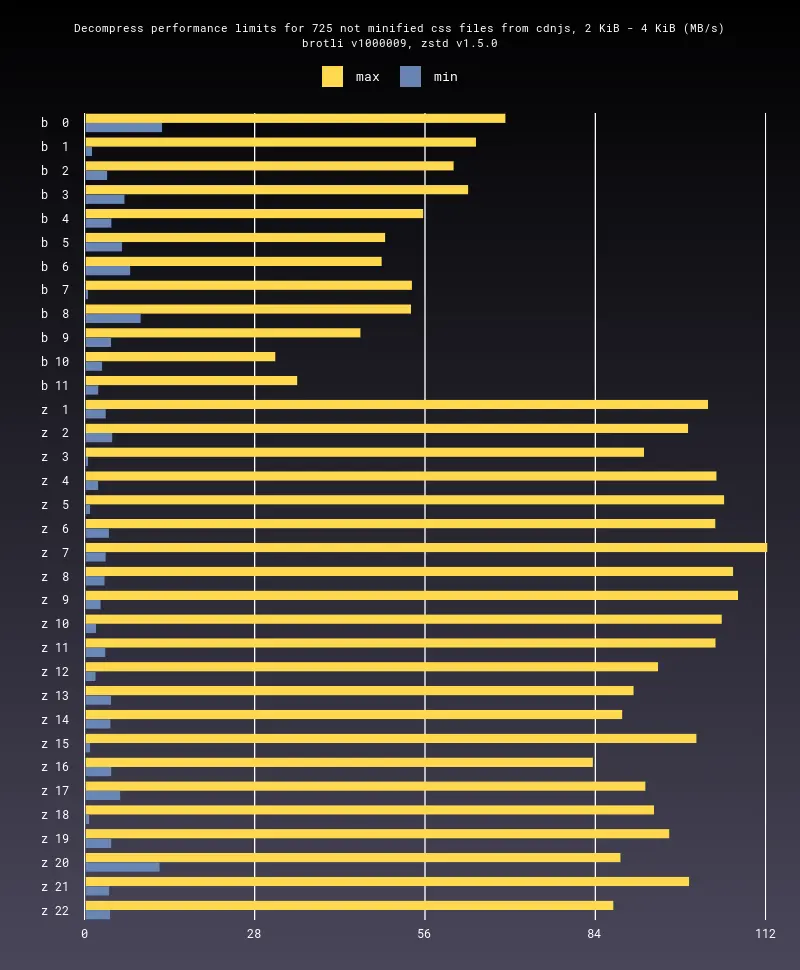 Decompress performance limits for 725 not minified css files from cdnjs, 2 KiB - 4 KiB (MB/s)
brotli v1000009, zstd v1.5.0
max min
b 0
b 1
b 2
b 3
b 4
b 5
b 6
b 7
b 8
b 9
b 10
b 11
z 1
z 2
z 3
z 4
z 5
z 6
z 7
z 8
z 9
z 10
z 11
z 12
z 13
z 14
z 15
z 16
z 17
z 18
z 19
z 20
z 21
z 22
0 28 56 84 112